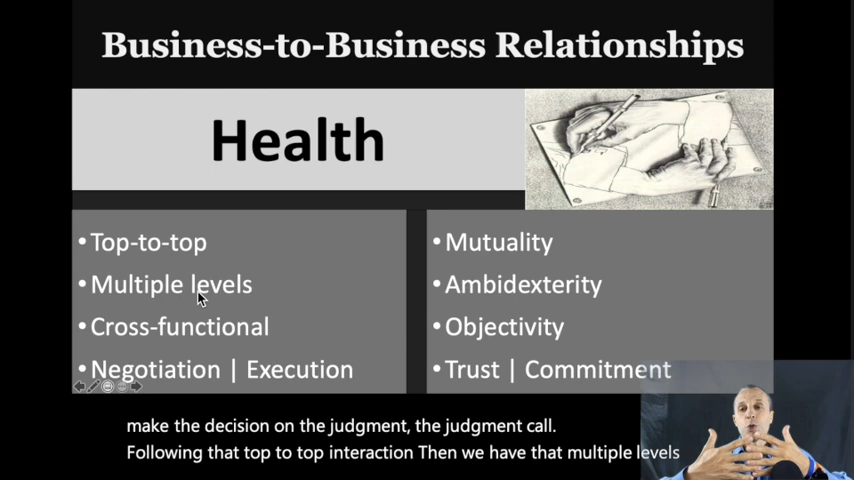 Business-to-Business Relationships
Health
• Top-to-top
• Multiple levels
• Cross-functional
• Negotiation | Execution
• Mutuality
• Ambidexterity
• Objectivity
• Trust | Commitment
make the decision on the judgment, the judgment call.
Following that top to top interaction Then we have that multiple levels